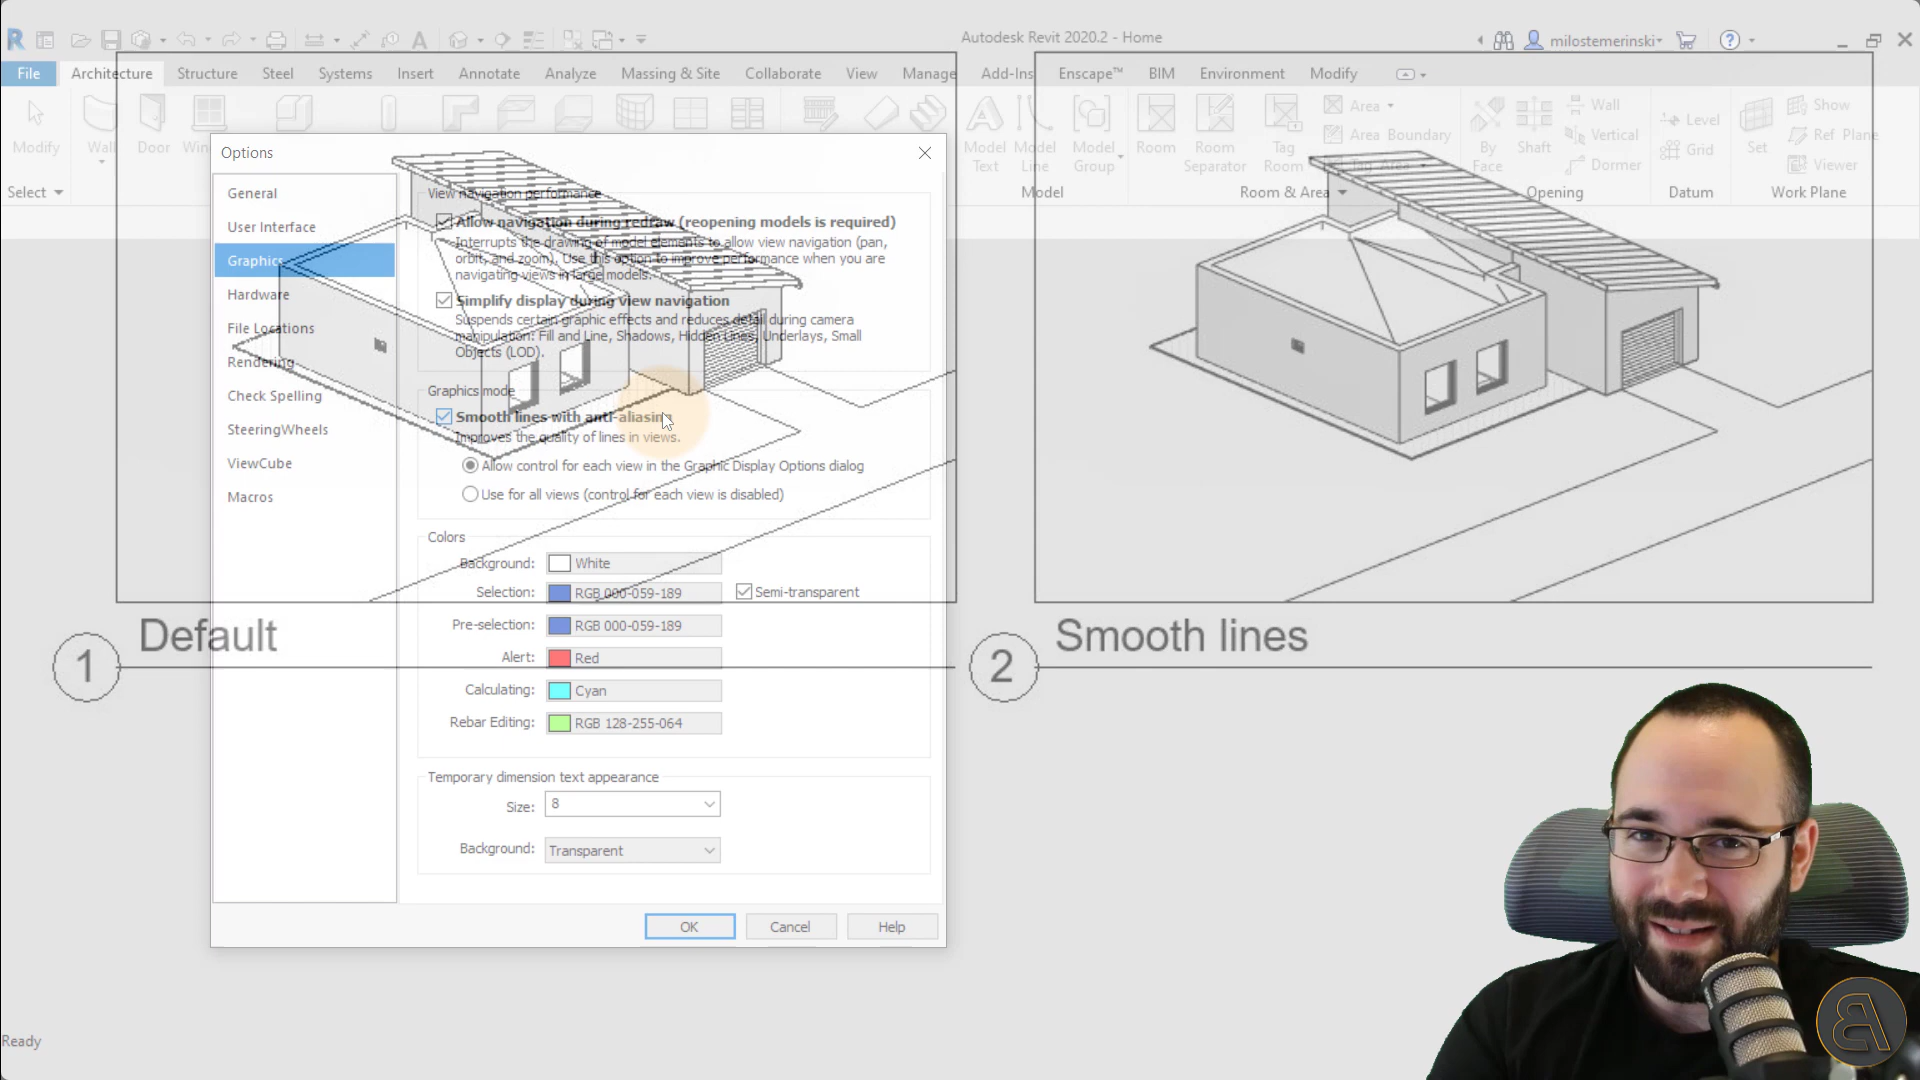 Autodesk Revit 2020.2 - Home
milostemerinski
File Architecture Structure Steel Systems Insert Annotate Analyze Massing & Site Collaborate View Manage Add-Ins Enscape™ BIM Environment Modify
Modify
Wall
Door
Model Text
Model Line
Model Group
Room
Room Separator
Tag Room
Area
Area Boundary
Tag Area
By Face
Shaft
Wall
Vertical
Dormer
Level
Grid
Set
Show
Ref Plane
Viewer
Select
Model
Room & Area
Opening
Datum
Work Plane
Options
General
User Interface
Graphics
Hardware
File Locations
Rendering
Check Spelling
SteeringWheels
ViewCube
Macros
View navigation performance
Allow navigation during redraw (reopening models is required)
Interrupts the drawing of model elements to allow view navigation (pan,
orbit, and zoom). Use this option to improve performance when you are
navigating views in large models.
Simplify display during view navigation
Suspends certain graphic effects and reduces detail during camera
manipulation: Fill and Line, Shadows, Hidden Lines, Underlays, Small
Objects (LOD).
Graphics mode
Smooth lines with anti-aliasing
Improves the quality of lines in views.
Allow control for each view in the Graphic Display Options dialog
Use for all views (control for each view is disabled)
Colors
Background: White
Selection: RGB 000-059-189 Semi-transparent
Pre-selection: RGB 000-059-189
Alert: Red
Calculating: Cyan
Rebar Editing: RGB 128-255-064
Temporary dimension text appearance
Size: 8
Background: Transparent
OK Cancel Help
1 Default
2 Smooth lines
Ready